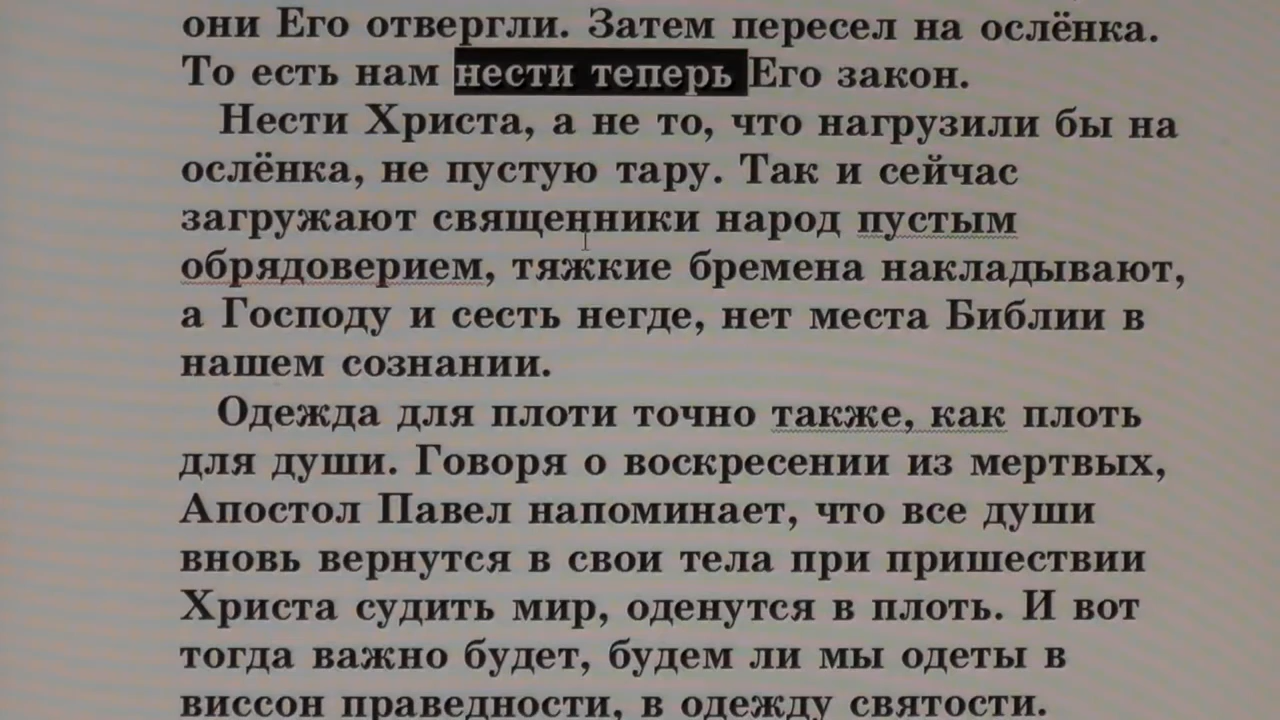 они Его отвергли. Затем пересел на ослёнка.
То есть нам нести теперь Его закон.
Нести Христа, а не то, что нагрузили бы на
ослёнка, не пустую тару. Так и сейчас
загружают священники народ пустым
обрядоверием, тяжкие бремена накладывают,
а Господу и сесть негде, нет места Библии в
нашем сознании.
Одежда для плоти точно также, как плоть
для души. Говоря о воскресении из мертвых,
Апостол Павел напоминает, что все души
вновь вернутся в свои тела при пришествии
Христа судить мир, оденутся в плоть. И вот
тогда важно будет, будем ли мы одеты в
виссон праведности, в одежду святости.